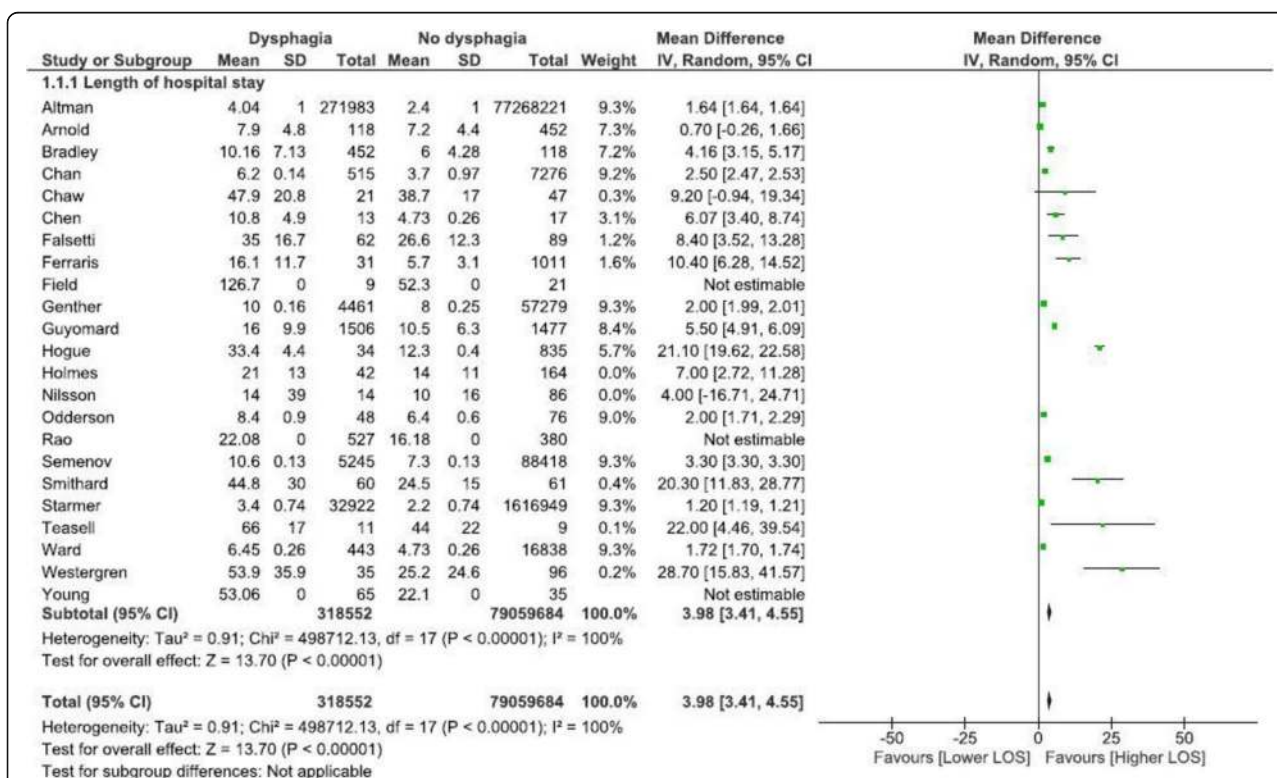 Dysphagia No dysphagia Mean Difference Mean Difference
Study or Subgroup Mean SD Total Mean SD Total Weight IV, Random, 95% CI IV, Random, 95% CI
1.1.1 Length of hospital stay
Altman 4.04 1 271983 2.4 1 77268221 9.3% 1.64 [1.64, 1.64]
Arnold 7.9 4.8 118 7.2 4.4 452 7.3% 0.70 [-0.26, 1.66]
Bradley 10.16 7.13 452 6 4.28 118 7.2% 4.16 [3.15, 5.17]
Chan 6.2 0.14 515 3.7 0.97 7276 9.2% 2.50 [2.47, 2.53]
Chaw 47.9 20.8 21 38.7 17 47 0.3% 9.20 [-0.94, 19.34]
Chen 10.8 4.9 13 4.73 0.26 17 3.1% 6.07 [3.40, 8.74]
Falsetti 35 16.7 62 26.6 12.3 89 1.2% 8.40 [3.52, 13.28]
Ferraris 16.1 11.7 31 5.7 3.1 1011 1.6% 10.40 [6.28, 14.52]
Field 126.7 0 9 52.3 0 21 Not estimable
Genther 10 0.16 4461 8 0.25 57279 9.3% 2.00 [1.99, 2.01]
Guyomard 16 9.9 1506 10.5 6.3 1477 8.4% 5.50 [4.91, 6.09]
Hogue 33.4 4.4 34 12.3 0.4 835 5.7% 21.10 [19.62, 22.58]
Holmes 21 13 42 14 11 164 0.0% 7.00 [2.72, 11.28]
Nilsson 14 39 14 10 16 86 0.0% 4.00 [-16.71, 24.71]
Odderson 8.4 0.9 48 6.4 0.6 76 9.0% 2.00 [1.71, 2.29]
Rao 22.08 0 527 16.18 0 380 Not estimable
Semenov 10.6 0.13 5245 7.3 0.13 88418 9.3% 3.30 [3.30, 3.30]
Smithard 44.8 30 60 24.5 15 61 0.4% 20.30 [11.83, 28.77]
Starmer 3.4 0.74 32922 2.2 0.74 1616949 9.3% 1.20 [1.19, 1.21]
Teasell 66 17 11 44 22 9 0.1% 22.00 [4.46, 39.54]
Ward 6.45 0.26 443 4.73 0.26 16838 9.3% 1.72 [1.70, 1.74]
Westergren 53.9 35.9 35 25.2 24.6 96 0.2% 28.70 [15.83, 41.57]
Young 53.06 0 65 22.1 0 35 Not estimable
Subtotal (95% CI) 318552 79059684 100.0% 3.98 [3.41, 4.55]
Heterogeneity: Tau² = 0.91; Chi² = 498712.13, df = 17 (P < 0.00001); I² = 100%
Test for overall effect: Z = 13.70 (P < 0.00001)
Total (95% CI) 318552 79059684 100.0% 3.98 [3.41, 4.55]
Heterogeneity: Tau² = 0.91; Chi² = 498712.13, df = 17 (P < 0.00001); I² = 100%
Test for overall effect: Z = 13.70 (P < 0.00001)
Test for subgroup differences: Not applicable
-50 -25 0 25 50
Favours [Lower LOS] Favours [Higher LOS]